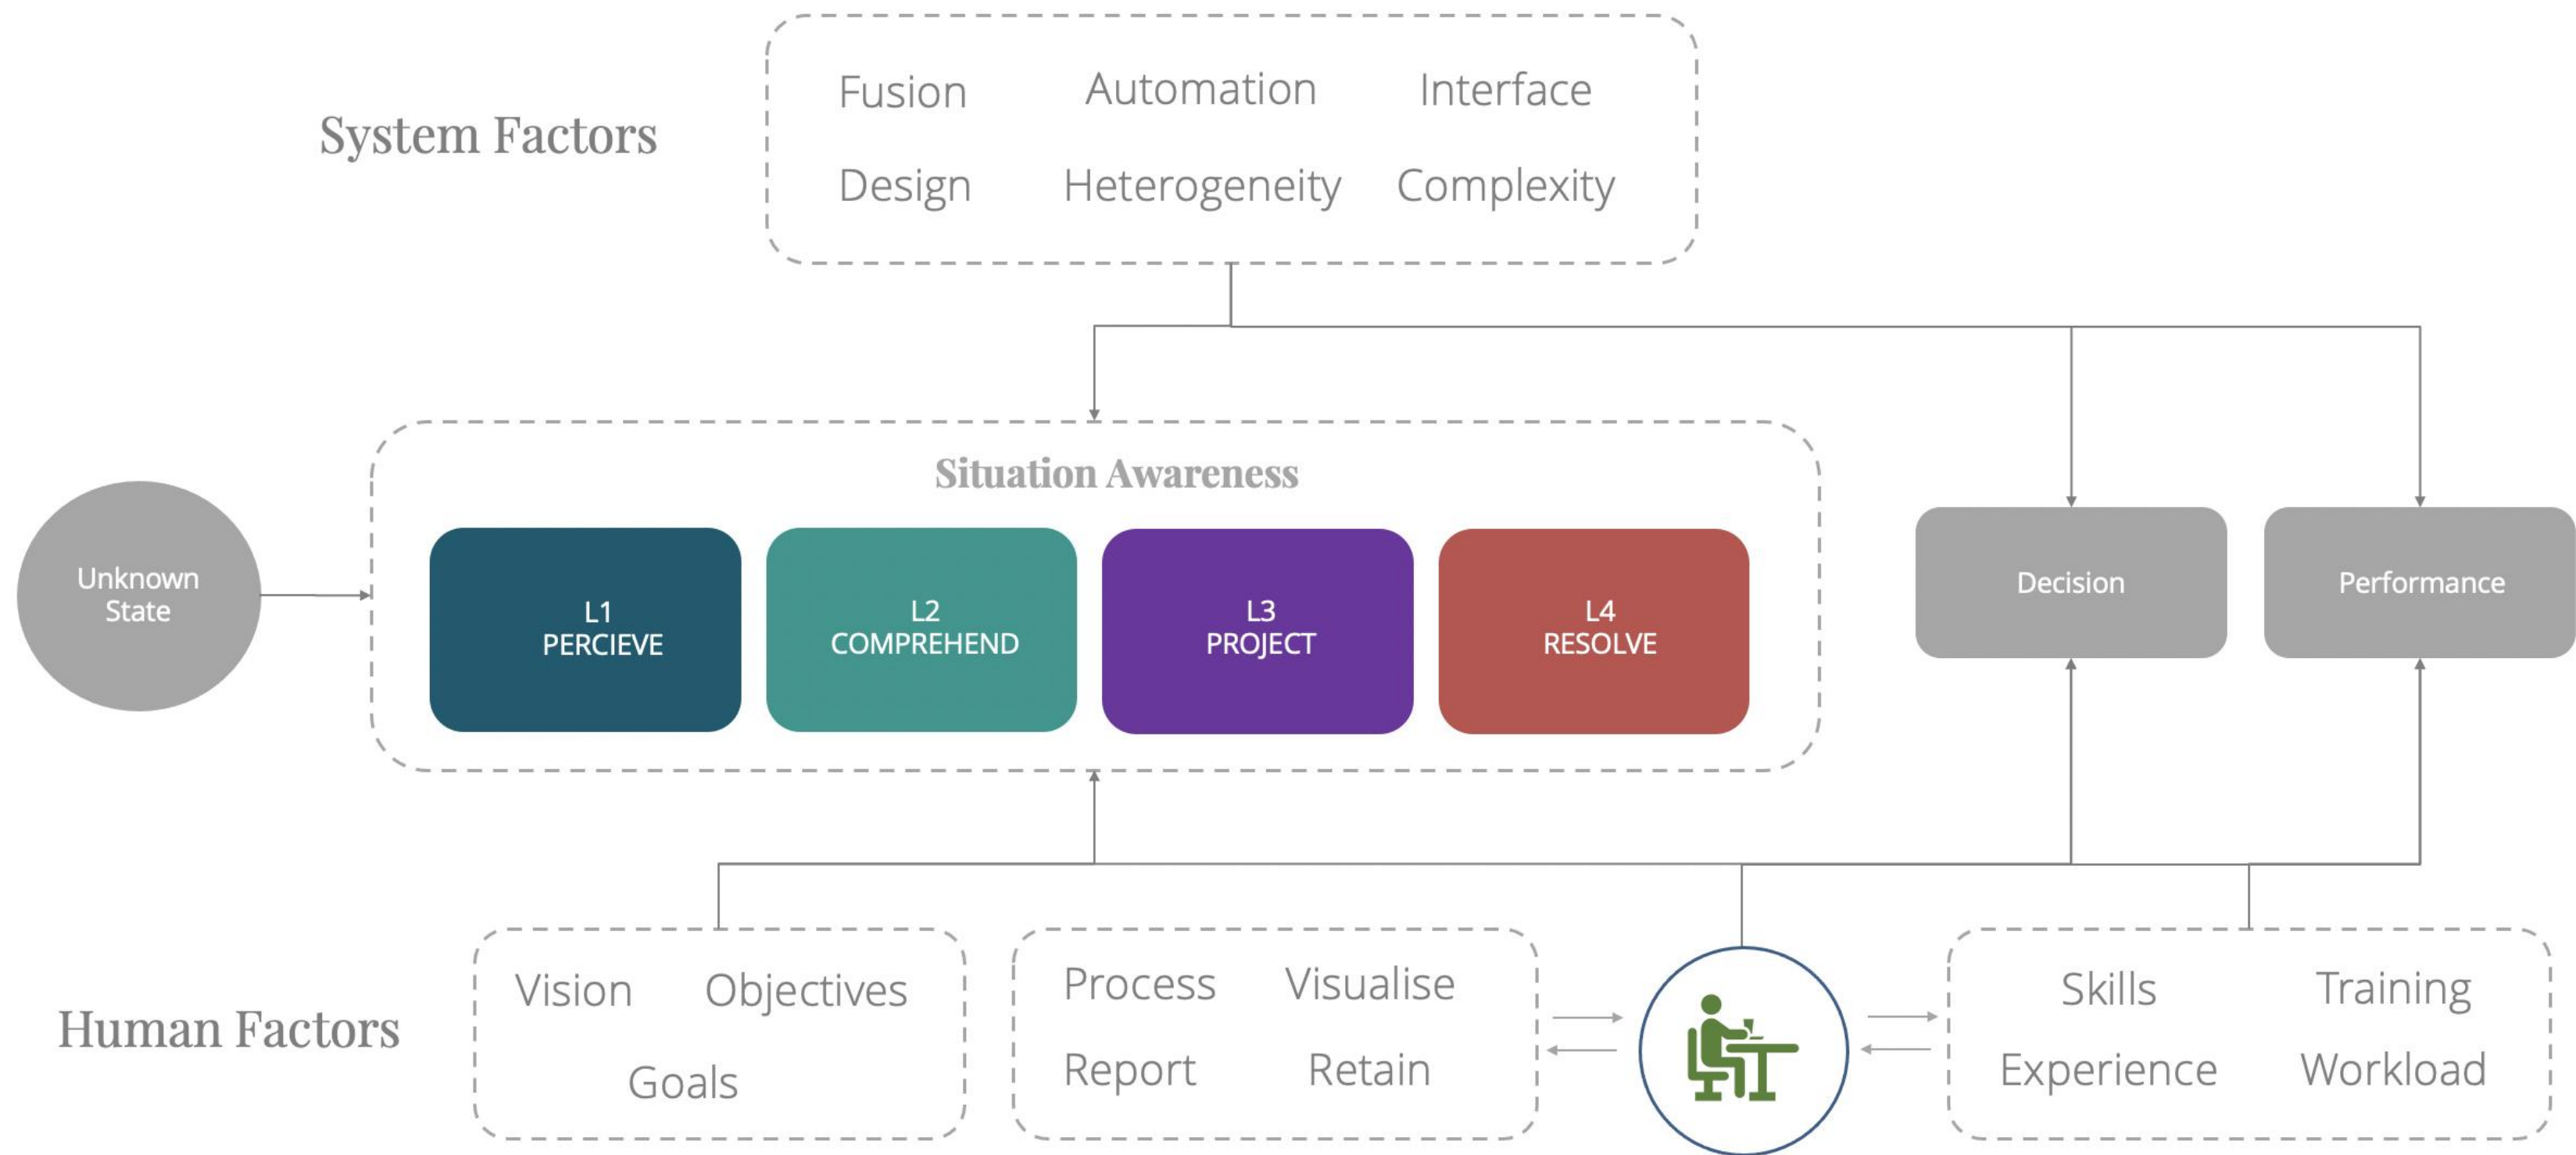 System Factors
Fusion Automation Interface
Design Heterogeneity Complexity
Situation Awareness
Unknown
State
L1
PERCIEVE
L2
COMPREHEND
L3
PROJECT
L4
RESOLVE
Decision
Performance
Human Factors
Vision Objectives
Goals
Process Visualise
Report Retain
Skills Training
Experience Workload